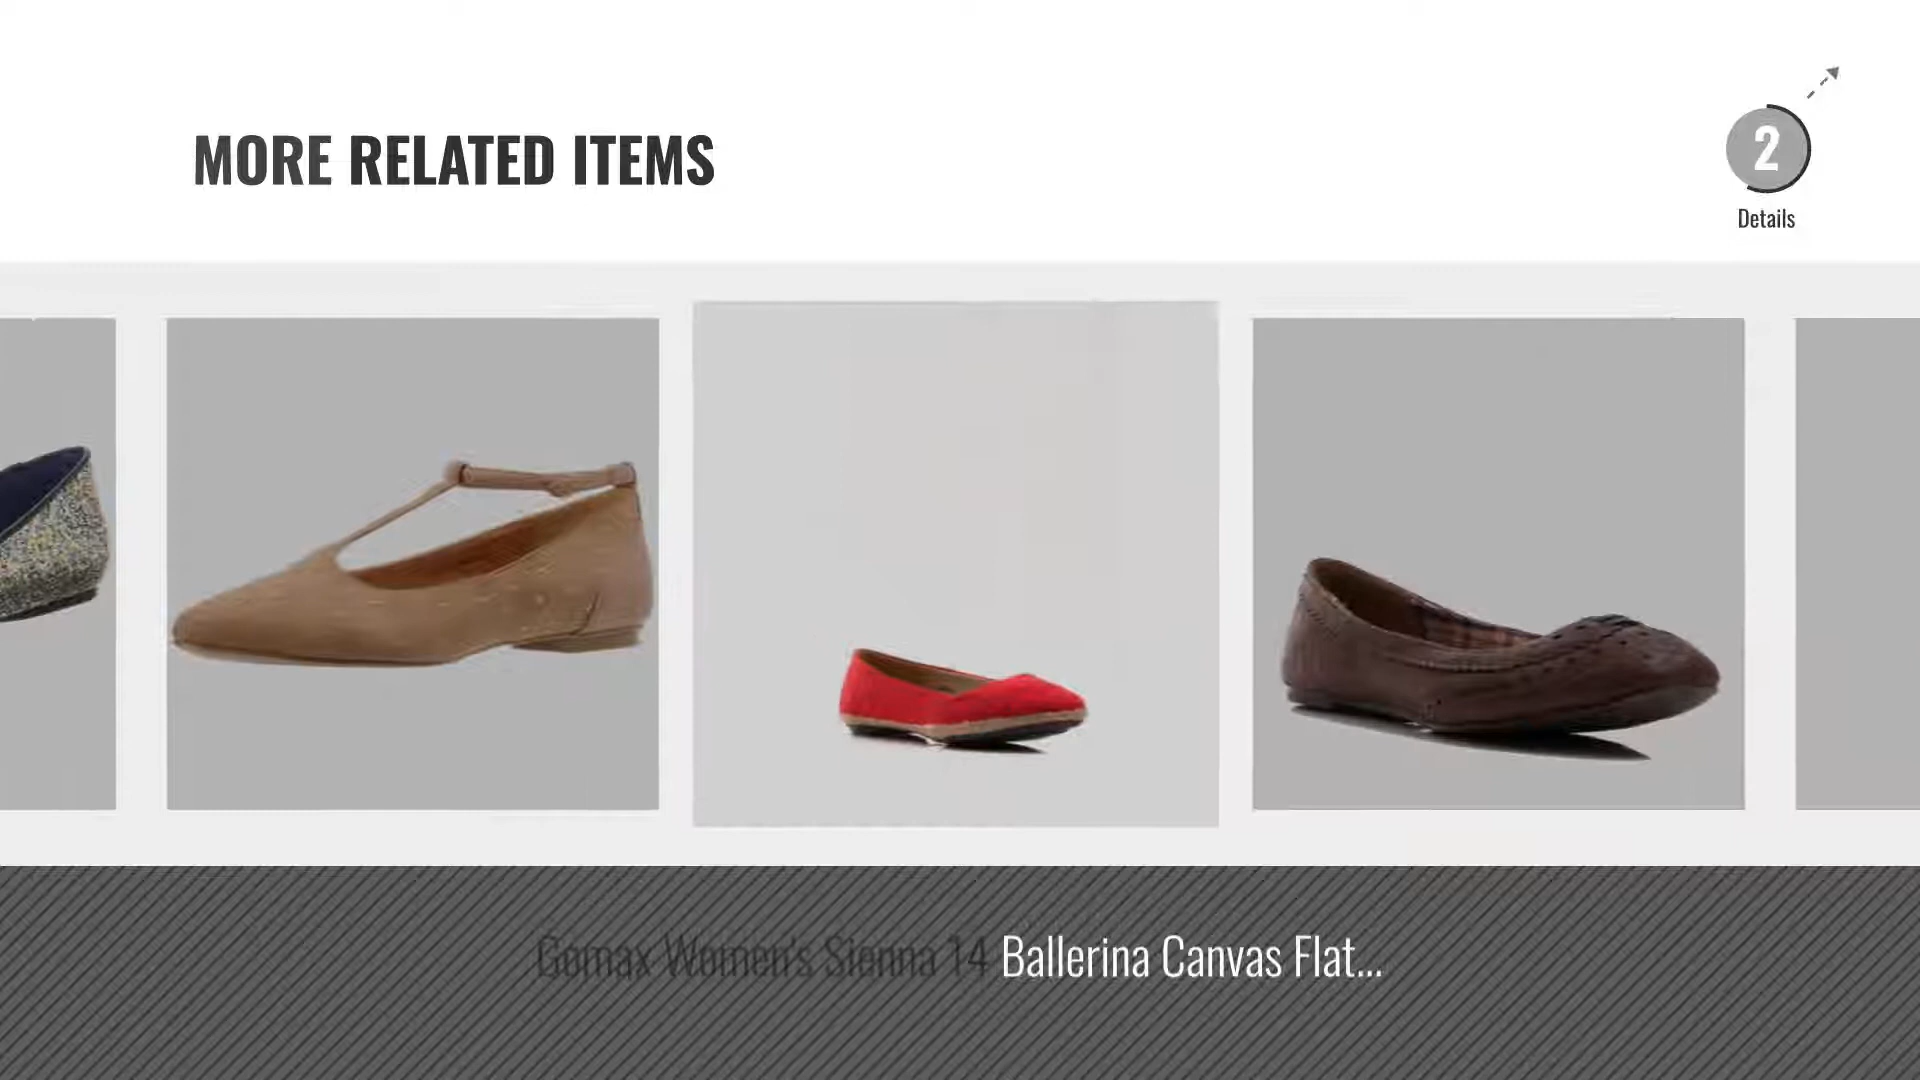 MORE RELATED ITEMS
2
Details
Gomax Women's Sienna 14 Ballerina Canvas Flat...